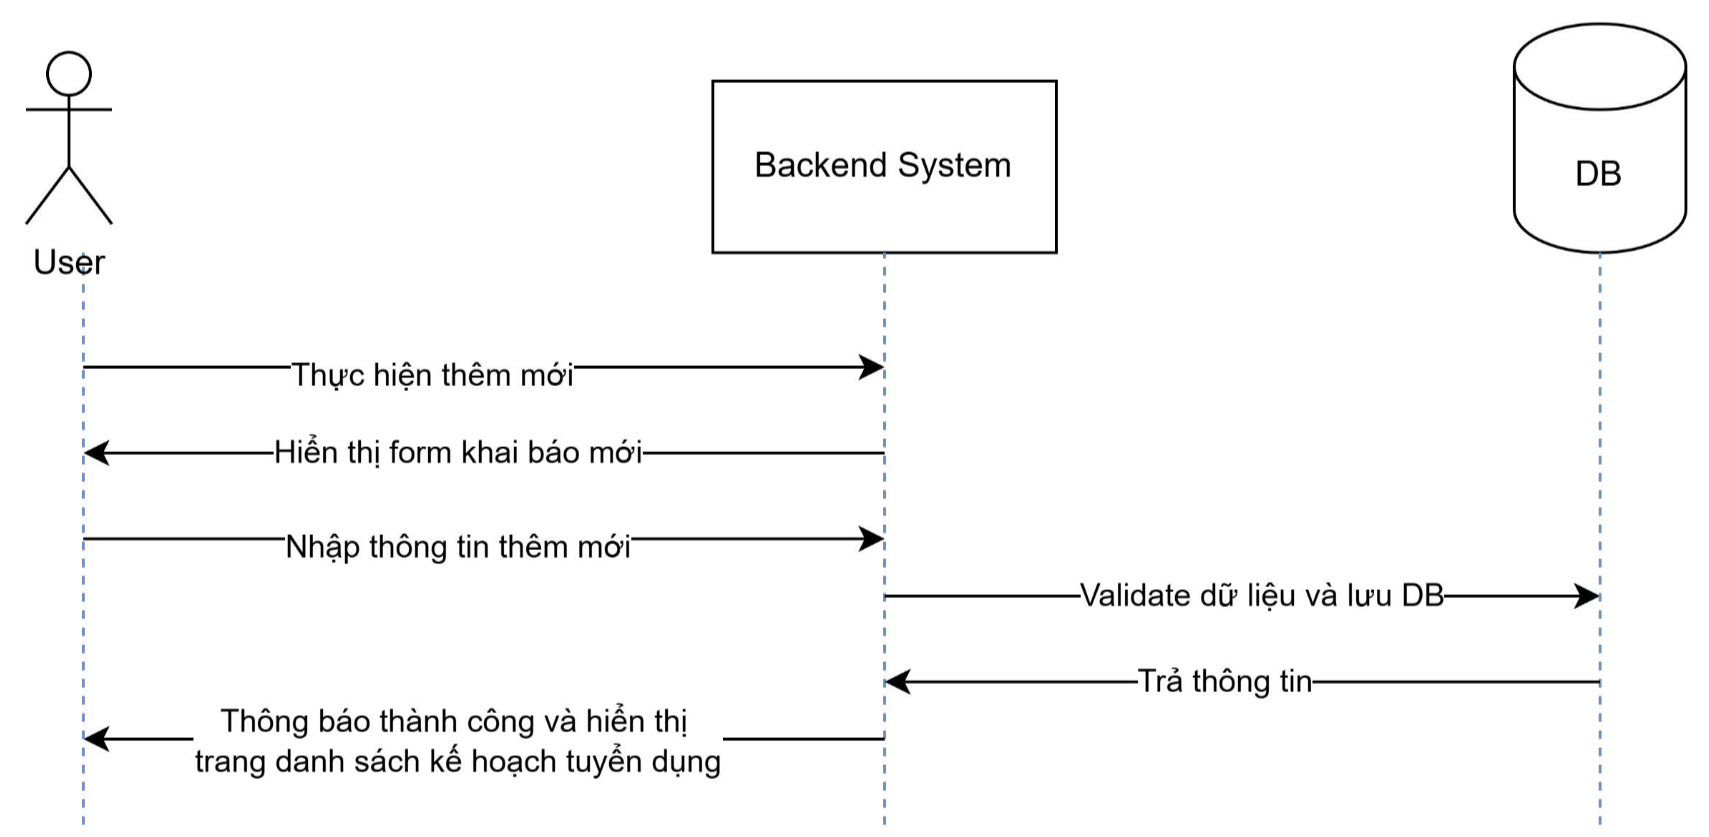 Backend System
DB
User
Thực hiện thêm mới
Hiển thị form khai báo mới
Nhập thông tin thêm mới
Validate dữ liệu và lưu DB
Trả thông tin
Thông báo thành công và hiển thị
trang danh sách kế hoạch tuyển dụng